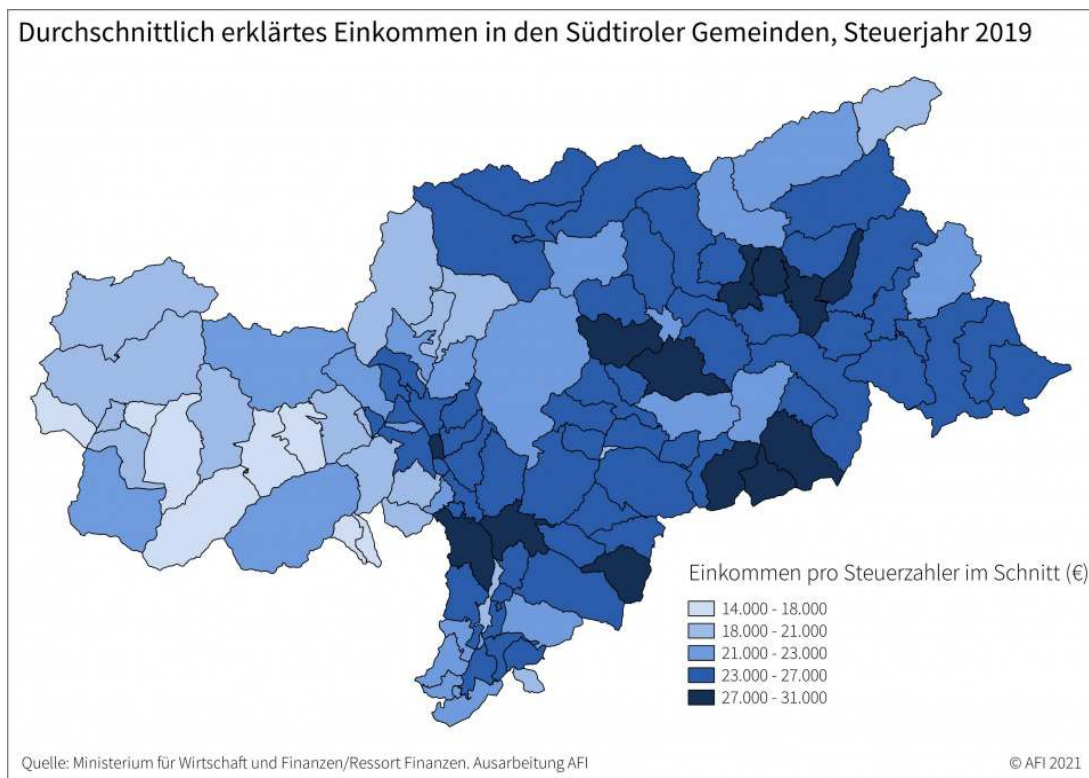 Durchschnittlich erklärtes Einkommen in den Südtiroler Gemeinden, Steuerjahr 2019
Einkommen pro Steuerzahler im Schnitt (€)
14.000 - 18.000
18.000 - 21.000
21.000 - 23.000
23.000 - 27.000
27.000 - 31.000
Quelle: Ministerium für Wirtschaft und Finanzen/Ressort Finanzen. Ausarbeitung AFI
© AFI 2021